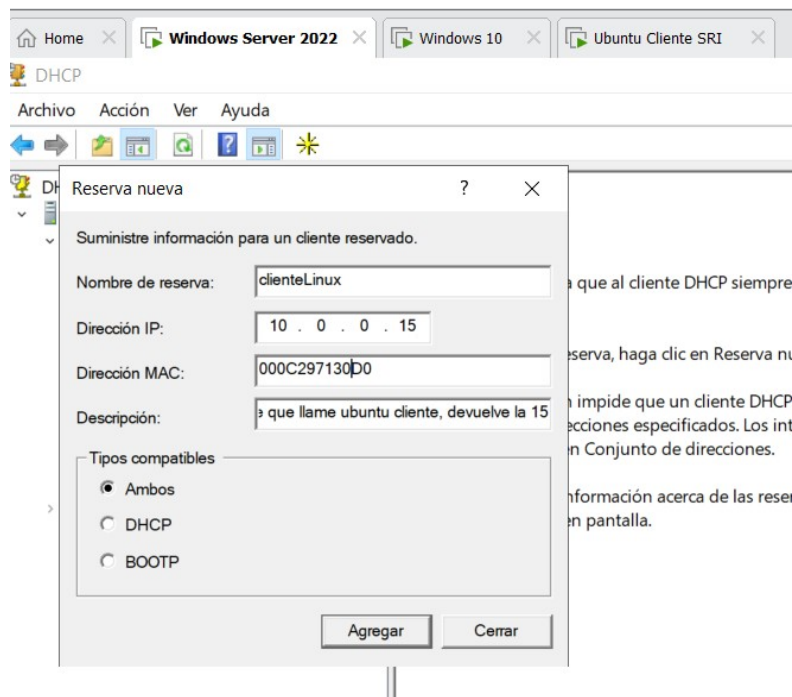 Home
Windows Server 2022
Windows 10
Ubuntu Cliente SRI
DHCP
Archivo Acción Ver Ayuda
DH
Reserva nueva ? X
Suministre información para un cliente reservado.
Nombre de reserva: clienteLinux
a que al cliente DHCP siempre
Dirección IP: 10 . 0 . 0 . 15
eserva, haga clic en Reserva nu
Dirección MAC: 000C297130D0
n impide que un cliente DHCP
Descripción: e que llame ubuntu cliente, devuelve la 15
ecciones especificados. Los int
en Conjunto de direcciones.
Tipos compatibles
Ambos
nformación acerca de las reser
DHCP
en pantalla.
BOOTP
Agregar Cerrar